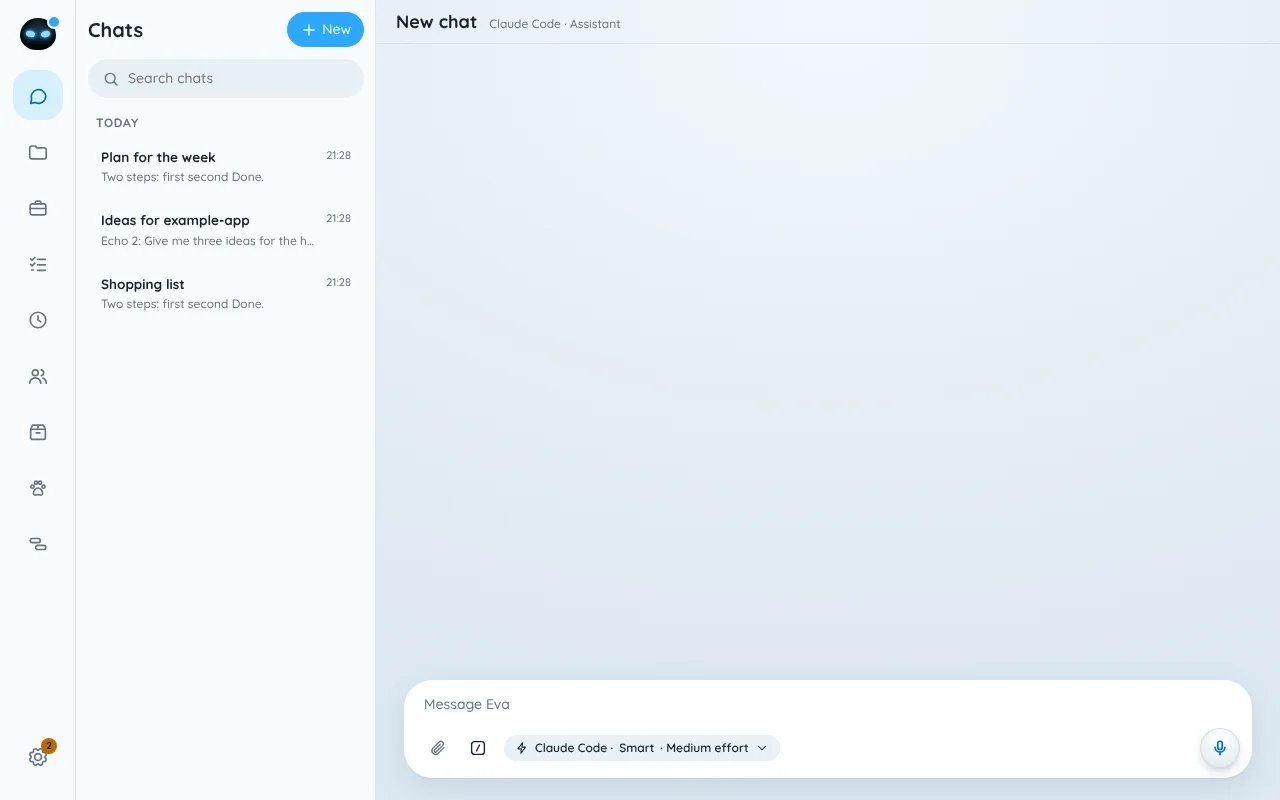 Chats
New
Search chats
TODAY
Plan for the week 21:28
Two steps: first second Done.
Ideas for example-app 21:28
Echo 2: Give me three ideas for the h...
Shopping list 21:28
Two steps: first second Done.
2
New chat Claude Code · Assistant
Message Eva
Claude Code · Smart · Medium effort